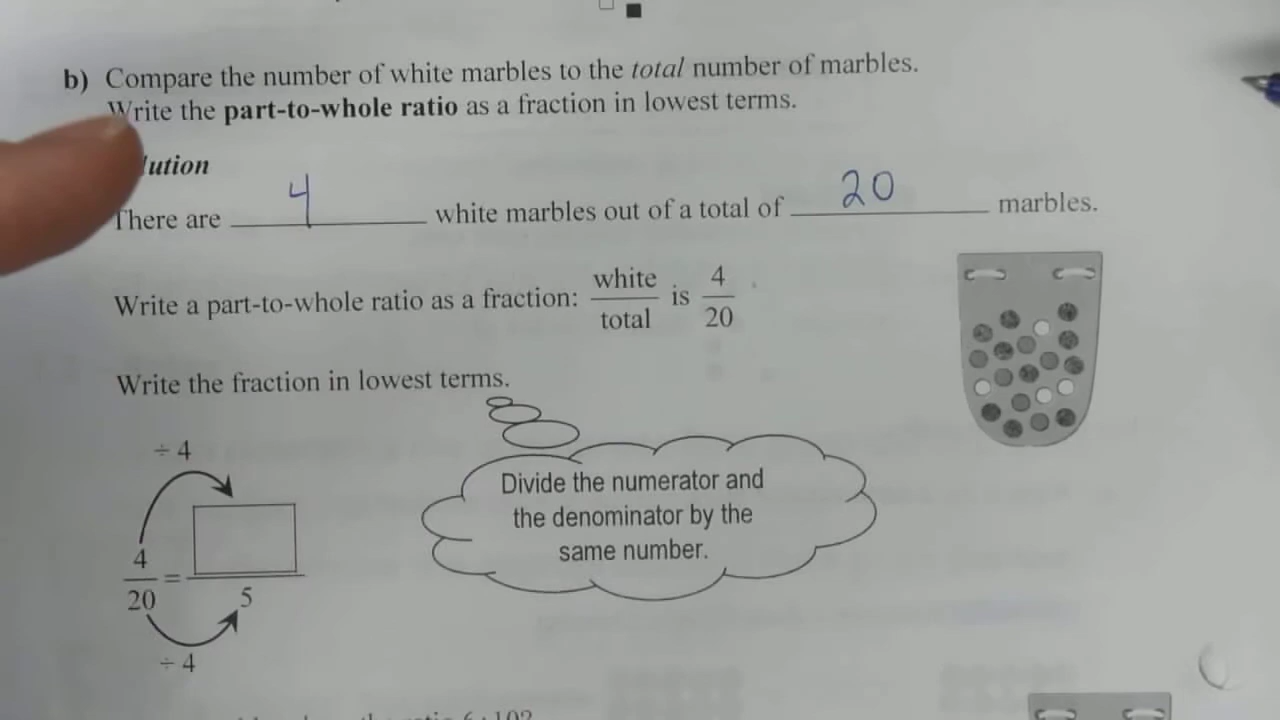 b) Compare the number of white marbles to the total number of marbles.
Write the part-to-whole ratio as a fraction in lowest terms.
lution
There are 4 white marbles out of a total of 20 marbles.
Write a part-to-whole ratio as a fraction: white/total is 4/20
Write the fraction in lowest terms.
÷ 4
4/20 = /5
÷ 4
Divide the numerator and
the denominator by the
same number.